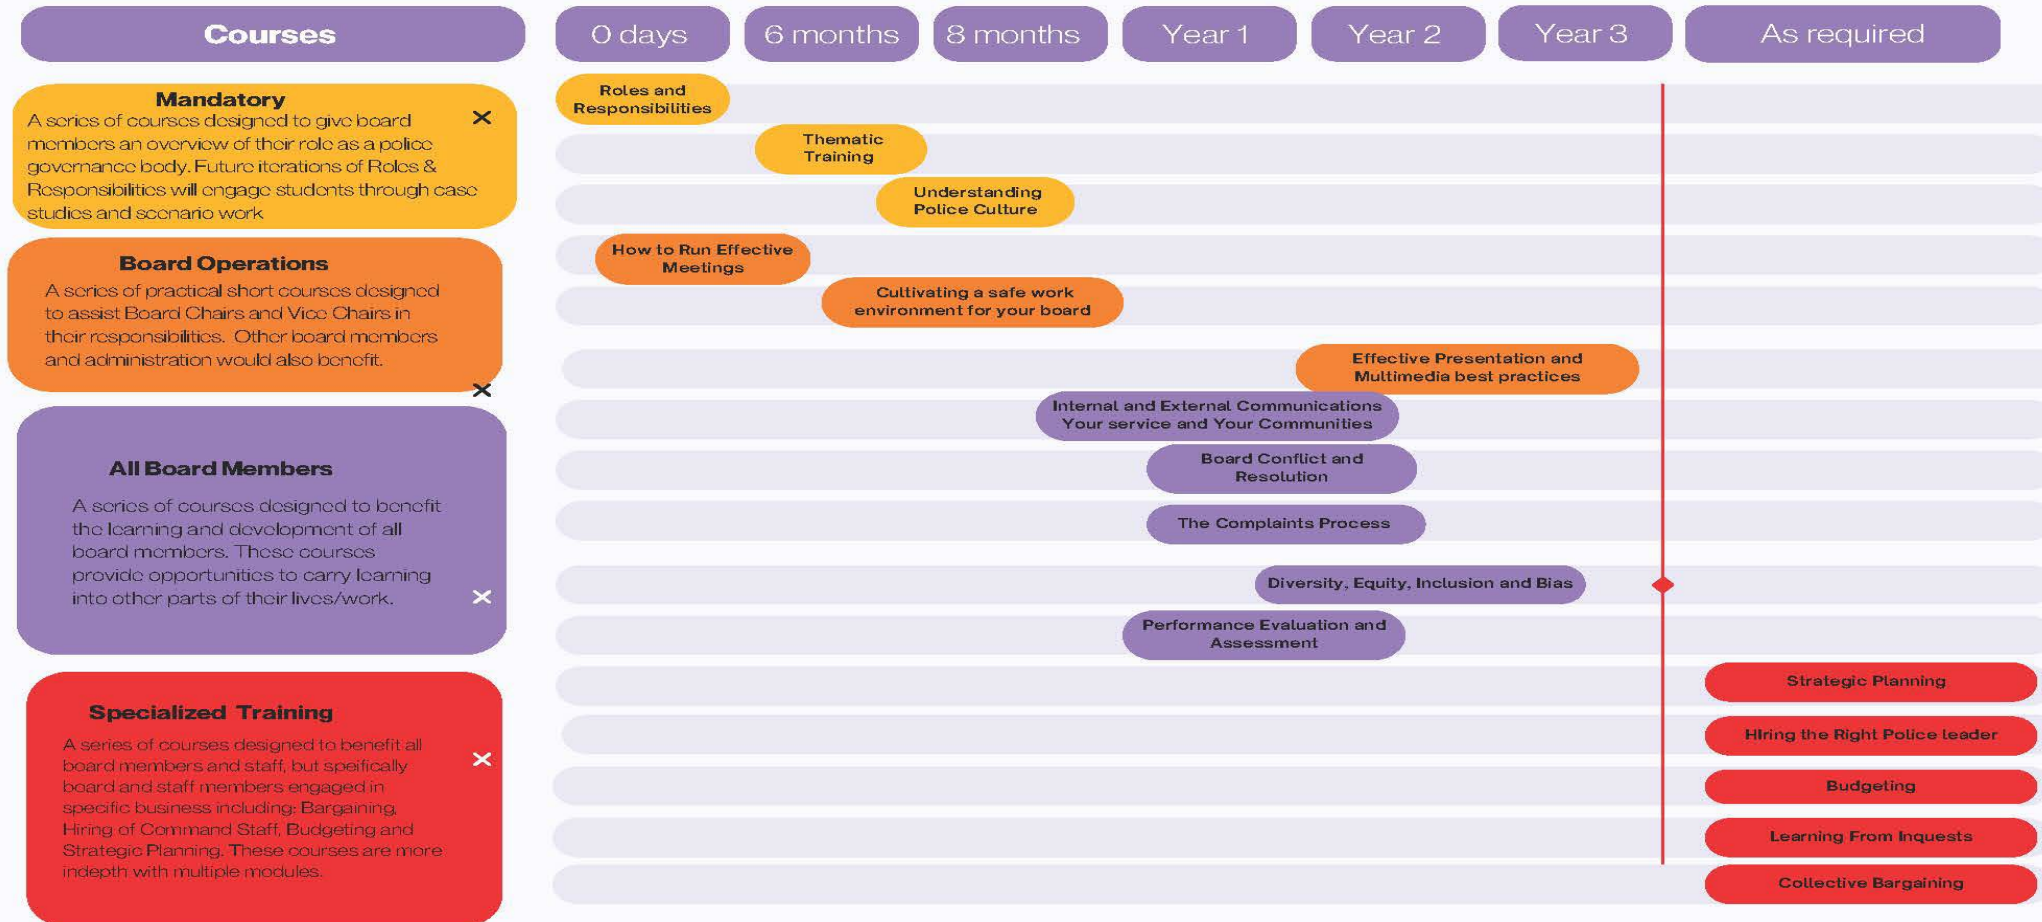 Courses
0 days
6 months
8 months
Year 1
Year 2
Year 3
As required
Mandatory
A series of courses designed to give board
members an overview of their role as a police
governance body. Future iterations of Roles &
Responsibilities will engage students through case
studies and scenario work
Roles and
Responsibilities
Thematic
Training
Understanding
Police Culture
Board Operations
A series of practical short courses designed
to assist Board Chairs and Vice Chairs in
their responsibilities. Other board members
and administration would also benefit.
How to Run Effective
Meetings
Cultivating a safe work
environment for your board
Effective Presentation and
Multimedia best practices
All Board Members
A series of courses designed to benefit
the learning and development of all
board members. These courses
provide opportunities to carry learning
into other parts of their lives/work.
Internal and External Communications
Your service and Your Communities
Board Conflict and
Resolution
The Complaints Process
Diversity, Equity, Inclusion and Bias
Performance Evaluation and
Assessment
Specialized Training
A series of courses designed to benefit all
board members and staff, but speifically
board and staff members engaged in
specific business including: Bargaining,
Hiring of Command Staff, Budgeting and
Strategic Planning. These courses are more
indepth with multiple modules.
Strategic Planning
HIring the Right Police leader
Budgeting
Learning From Inquests
Collective Bargaining